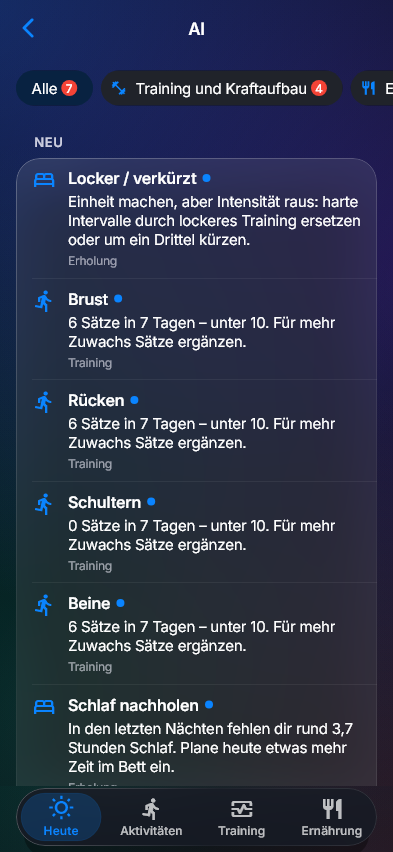 AI
Alle 7
Training und Kraftaufbau 4
E
NEU
Locker / verkürzt
Einheit machen, aber Intensität raus: harte
Intervalle durch lockeres Training ersetzen
oder um ein Drittel kürzen.
Erholung
Brust
6 Sätze in 7 Tagen – unter 10. Für mehr
Zuwachs Sätze ergänzen.
Training
Rücken
6 Sätze in 7 Tagen – unter 10. Für mehr
Zuwachs Sätze ergänzen.
Training
Schultern
0 Sätze in 7 Tagen – unter 10. Für mehr
Zuwachs Sätze ergänzen.
Training
Beine
6 Sätze in 7 Tagen – unter 10. Für mehr
Zuwachs Sätze ergänzen.
Training
Schlaf nachholen
In den letzten Nächten fehlen dir rund 3,7
Stunden Schlaf. Plane heute etwas mehr
Zeit im Bett ein.
Erholung
Heute
Aktivitäten
Training
Ernährung